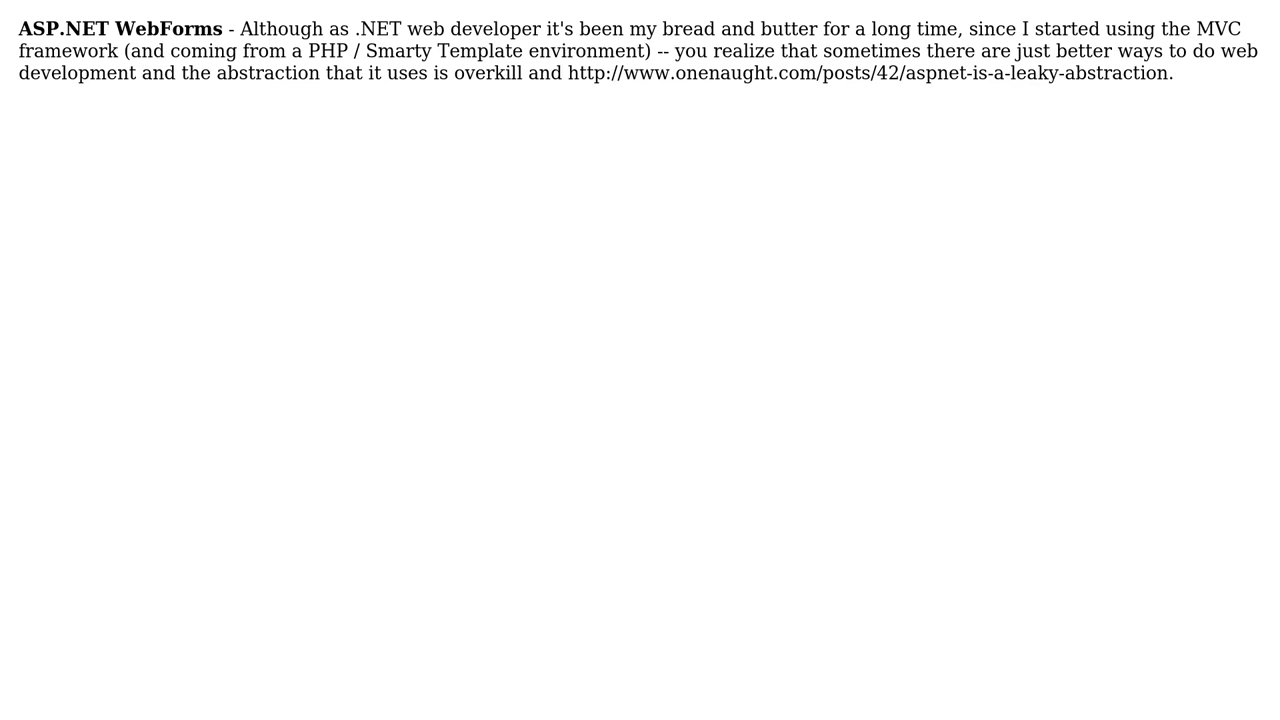 ASP.NET WebForms - Although as .NET web developer it's been my bread and butter for a long time, since I started using the MVC
framework (and coming from a PHP / Smarty Template environment) -- you realize that sometimes there are just better ways to do web
development and the abstraction that it uses is overkill and http://www.onenaught.com/posts/42/aspnet-is-a-leaky-abstraction.